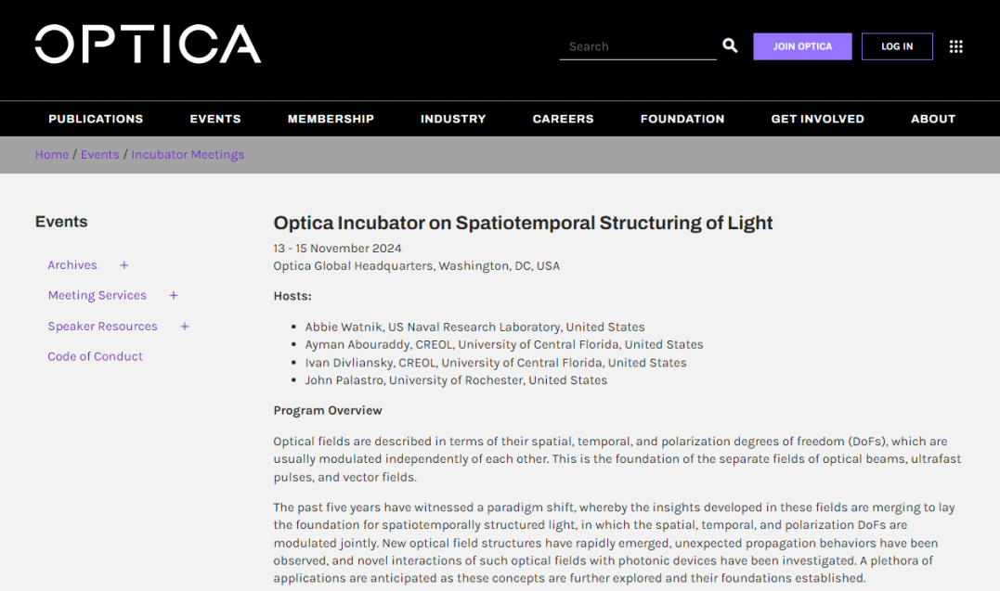 OPTICA
Search
JOIN OPTICA
LOG IN
PUBLICATIONS
EVENTS
MEMBERSHIP
INDUSTRY
CAREERS
FOUNDATION
GET INVOLVED
ABOUT
Home / Events / Incubator Meetings
Events
Archives +
Meeting Services +
Speaker Resources +
Code of Conduct
Optica Incubator on Spatiotemporal Structuring of Light
13 - 15 November 2024
Optica Global Headquarters, Washington, DC, USA
Hosts:
• Abbie Watnik, US Naval Research Laboratory, United States
• Ayman Abouraddy, CREOL, University of Central Florida, United States
• Ivan Divliansky, CREOL, University of Central Florida, United States
• John Palastro, University of Rochester, United States
Program Overview
Optical fields are described in terms of their spatial, temporal, and polarization degrees of freedom (DoFs), which are
usually modulated independently of each other. This is the foundation of the separate fields of optical beams, ultrafast
pulses, and vector fields.
The past five years have witnessed a paradigm shift, whereby the insights developed in these fields are merging to lay
the foundation for spatiotemporally structured light, in which the spatial, temporal, and polarization DoFs are
modulated jointly. New optical field structures have rapidly emerged, unexpected propagation behaviors have been
observed, and novel interactions of such optical fields with photonic devices have been investigated. A plethora of
applications are anticipated as these concepts are further explored and their foundations established.